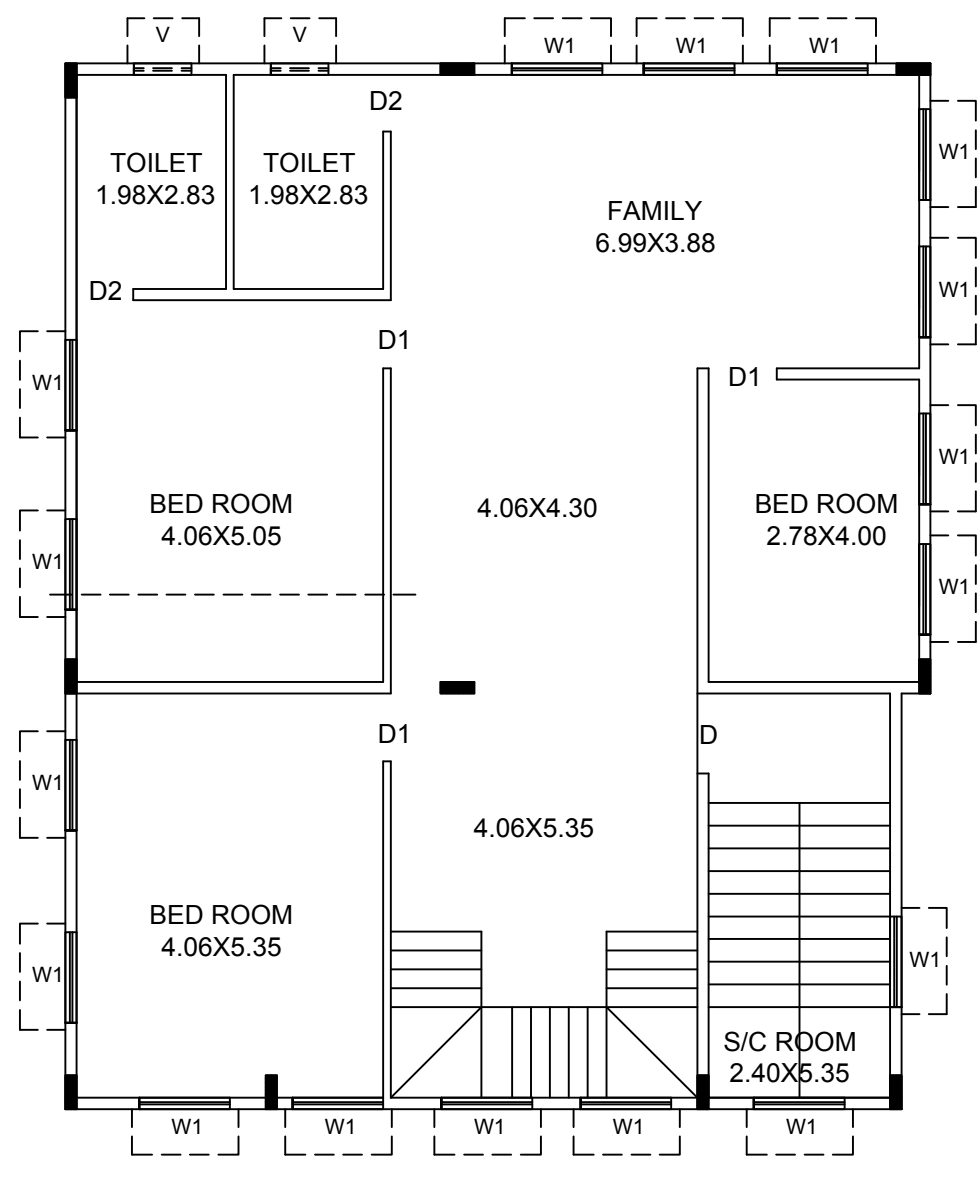 V
V
W1
W1
W1
D2
TOILET
1.98X2.83
TOILET
1.98X2.83
W1
FAMILY
6.99X3.88
D2
W1
D1
W1
D1
W1
BED ROOM
4.06X5.05
4.06X4.30
BED ROOM
2.78X4.00
W1
W1
D1
D
W1
4.06X5.35
BED ROOM
4.06X5.35
W1
W1
S/C ROOM
2.40X5.35
W1
W1
W1
W1
W1